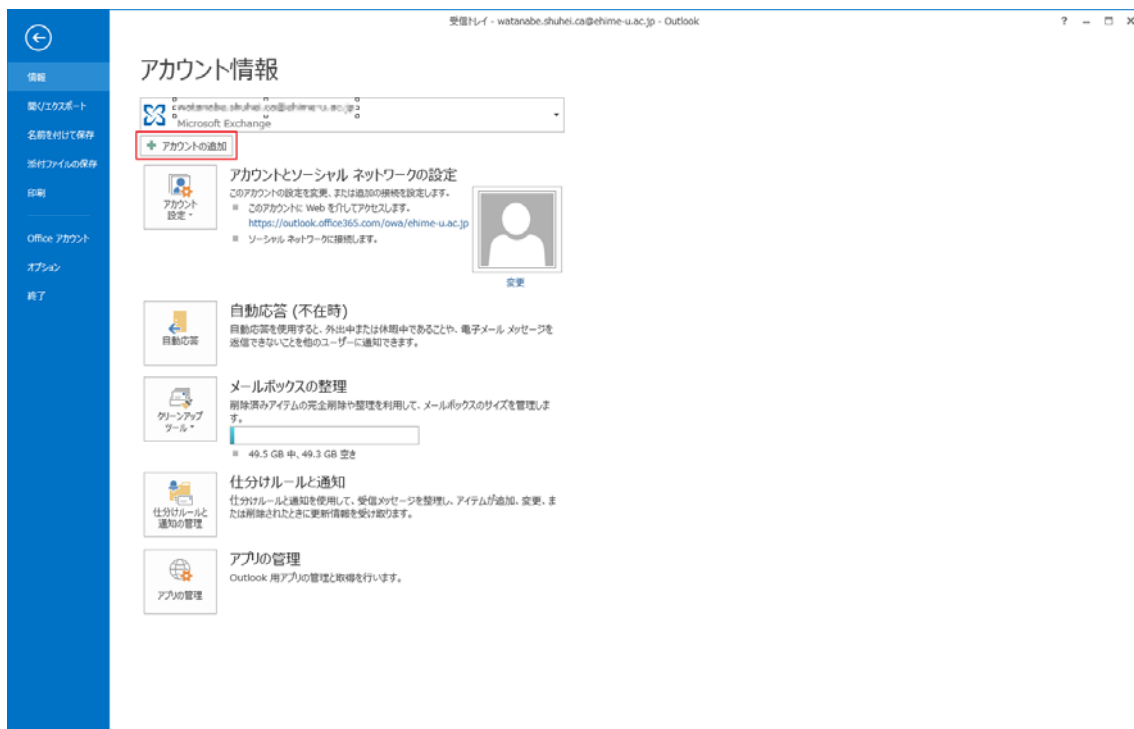 受信トレイ - watanabe.shuhei.ca@ehime-u.ac.jp - Outlook
?
情報
開く/エクスポート
名前を付けて保存
添付ファイルの保存
印刷
Office アカウント
オプション
終了
アカウント情報
watanabe.shuhei.ca@ehime-u.ac.jp
Microsoft Exchange
アカウントの追加
アカウント
設定
アカウントとソーシャル ネットワークの設定
このアカウントの設定を変更、または追加の接続を設定します。
このアカウントに Web を介してアクセスします。
https://outlook.office365.com/owa/ehime-u.ac.jp
ソーシャル ネットワークに接続します。
変更
自動応答
自動応答 (不在時)
自動応答を使用すると、外出中または休暇中であることや、電子メール メッセージを
返信できないことを他のユーザーに通知できます。
クリーンアップ
ツール
メールボックスの整理
削除済みアイテムの完全削除や整理を利用して、メールボックスのサイズを管理しま
す。
49.5 GB 中、49.3 GB 空き
仕分けルールと
通知の管理
仕分けルールと通知
仕分けルールと通知を使用して、受信メッセージを整理し、アイテムが追加、変更、ま
たは削除されたときに更新情報を受け取ります。
アプリの管理
アプリの管理
Outlook 用アプリの管理と取得を行います。